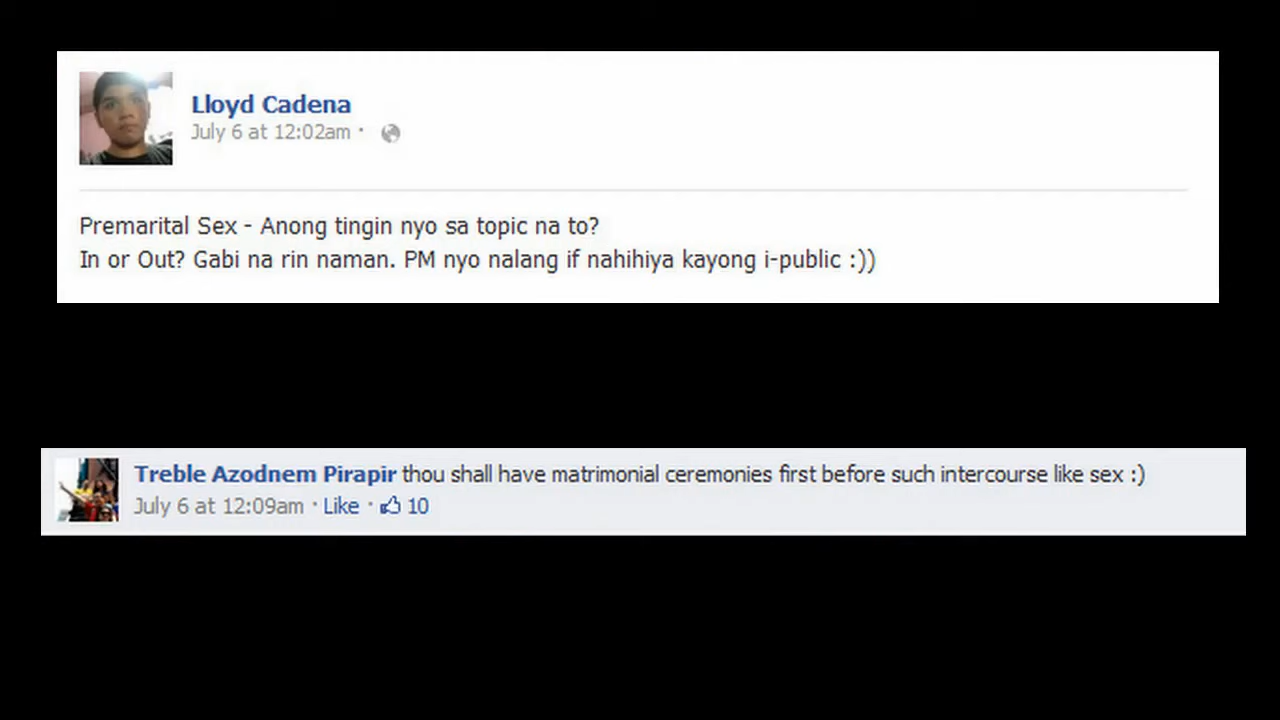 Lloyd Cadena
July 6 at 12:02am ·
Premarital Sex - Anong tingin nyo sa topic na to?
In or Out? Gabi na rin naman. PM nyo nalang if nahihiya kayong i-public :))
Treble Azodnem Pirapir thou shall have matrimonial ceremonies first before such intercourse like sex :)
July 6 at 12:09am · Like · 10